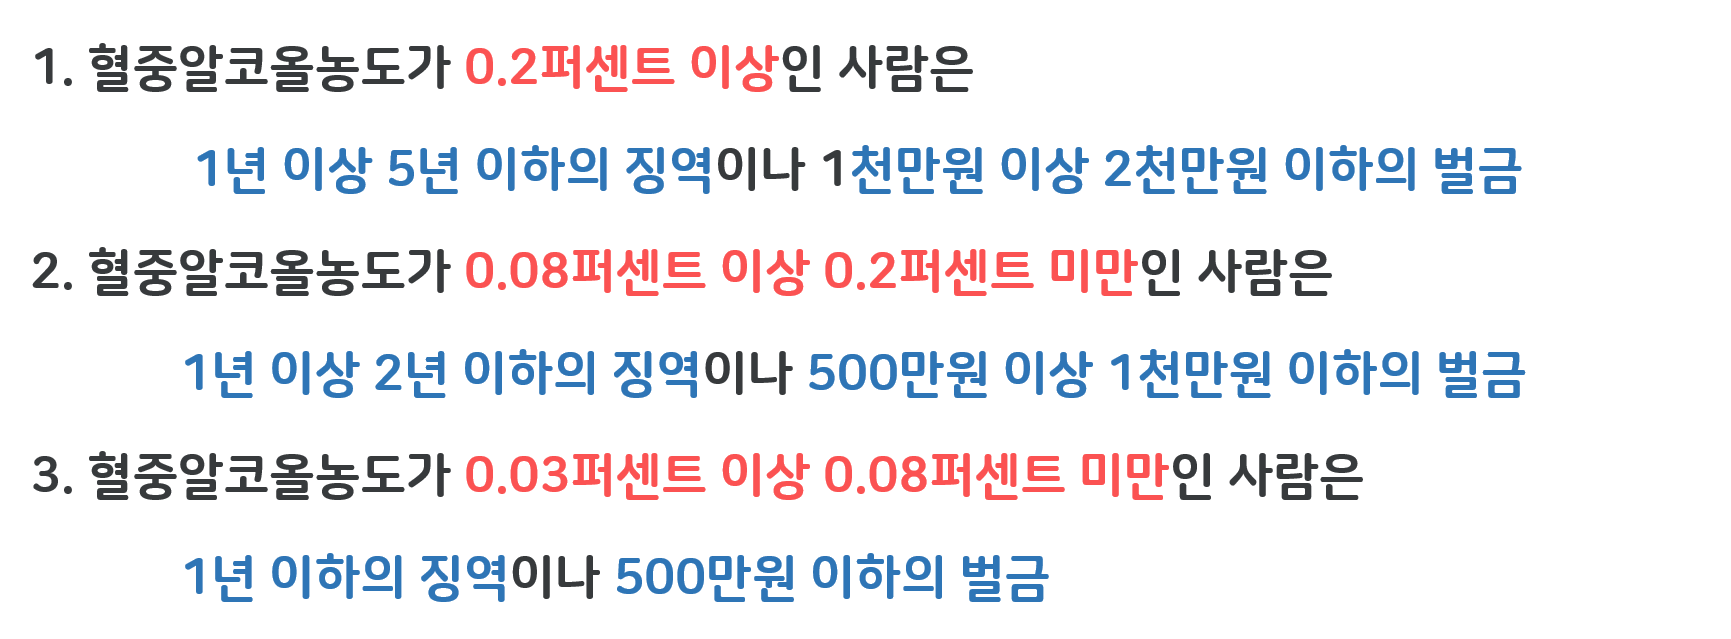 1. 혈중알코올농도가 0.2퍼센트 이상인 사람은
1년 이상 5년 이하의 징역이나 1천만원 이상 2천만원 이하의 벌금
2. 혈중알코올농도가 0.08퍼센트 이상 0.2퍼센트 미만인 사람은
1년 이상 2년 이하의 징역이나 500만원 이상 1천만원 이하의 벌금
3. 혈중알코올농도가 0.03퍼센트 이상 0.08퍼센트 미만인 사람은
1년 이하의 징역이나 500만원 이하의 벌금